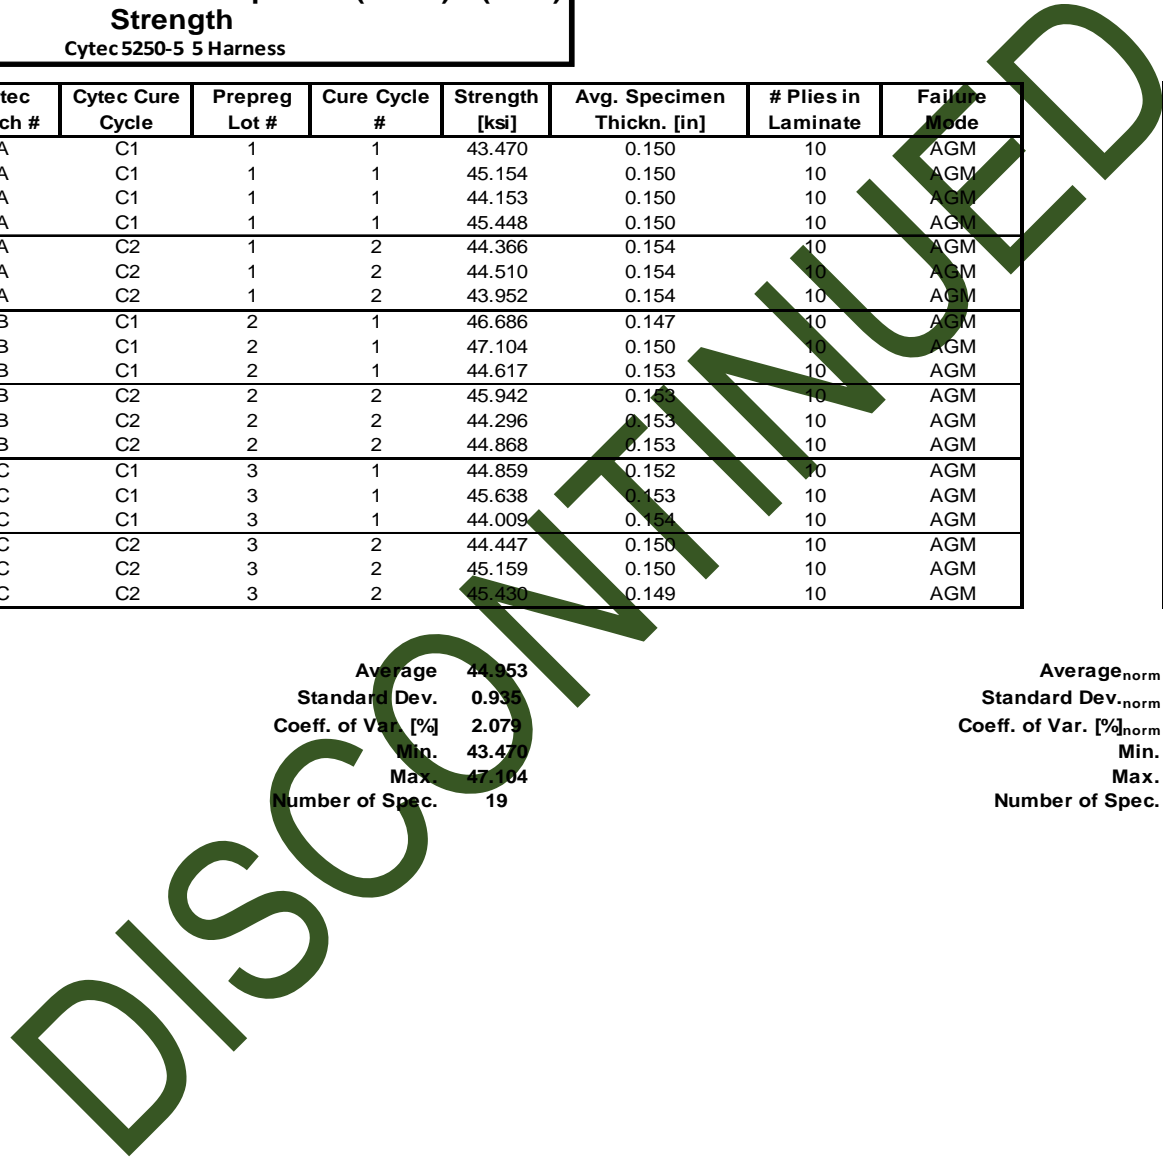 Strength
Cytec 5250-5 5 Harness
Cytec Cure Prepreg Cure Cycle Strength Avg. Specimen # Plies in Failure
Cycle Lot # # [ksi] Thickn. [in] Laminate Mode
A C1 1 1 43.470 0.150 10 AGM
A C1 1 1 45.154 0.150 10 AGM
A C1 1 1 44.153 0.150 10 AGM
A C1 1 1 45.448 0.150 10 AGM
A C2 1 2 44.366 0.154 10 AGM
A C2 1 2 44.510 0.154 10 AGM
A C2 1 2 43.952 0.154 10 AGM
B C1 2 1 46.686 0.147 10 AGM
B C1 2 1 47.104 0.150 10 AGM
B C1 2 1 44.617 0.153 10 AGM
B C2 2 2 45.942 0.153 10 AGM
B C2 2 2 44.296 0.153 10 AGM
B C2 2 2 44.868 0.153 10 AGM
C C1 3 1 44.859 0.152 10 AGM
C C1 3 1 45.638 0.153 10 AGM
C C1 3 1 44.009 0.154 10 AGM
C C2 3 2 44.447 0.150 10 AGM
C C2 3 2 45.159 0.150 10 AGM
C C2 3 2 45.430 0.149 10 AGM
Average 44.953 Average norm
Standard Dev. 0.935 Standard Dev. norm
Coeff. of Var. [%] 2.079 Coeff. of Var. [%] norm
Min. 43.470 Min.
Max. 47.104 Max.
Number of Spec. 19 Number of Spec.
DISCONTINUED